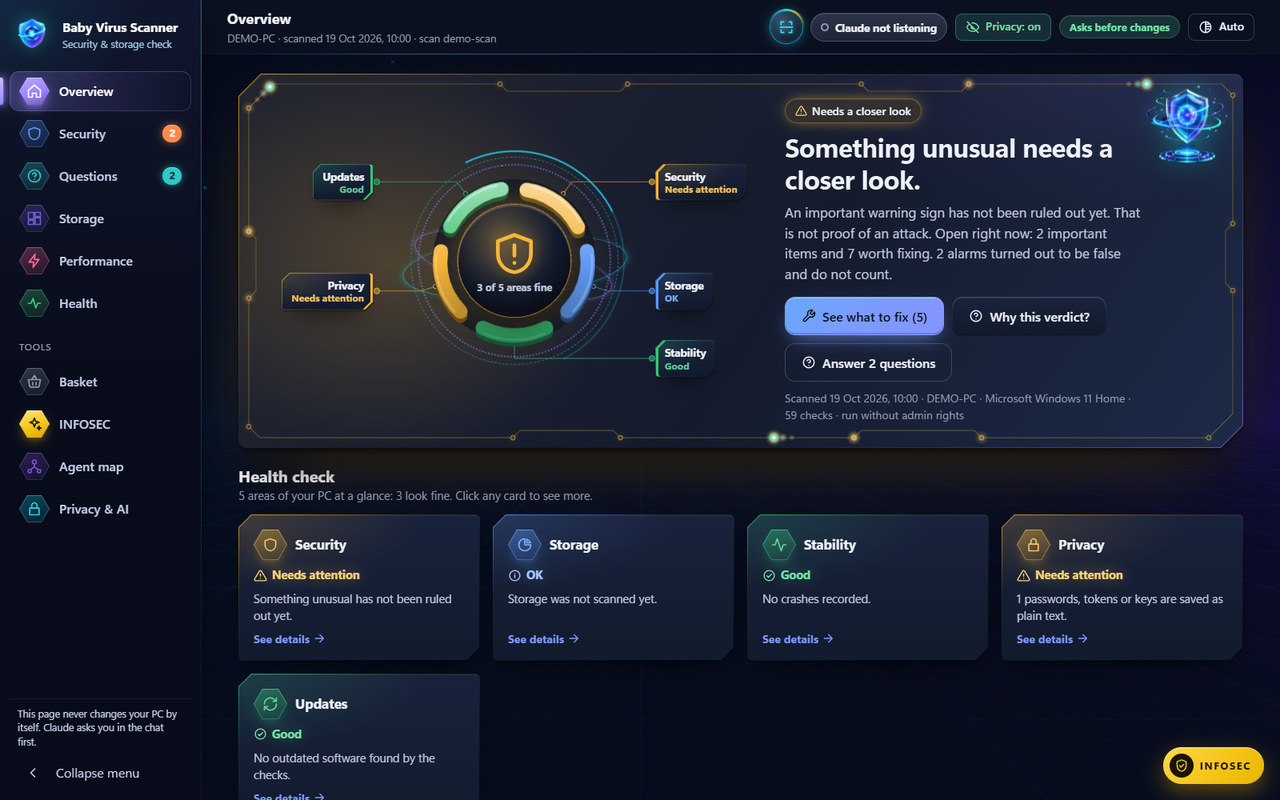 Baby Virus Scanner
Security & storage check
Overview
Security
2
Questions
2
Storage
Performance
Health
TOOLS
Basket
INFOSEC
Agent map
Privacy & AI
This page never changes your PC by
itself. Claude asks you in the chat
first.
Collapse menu
Overview
DEMO-PC · scanned 19 Oct 2026, 10:00 · scan demo-scan
Claude not listening
Privacy: on
Asks before changes
Auto
Updates
Good
Security
Needs attention
Privacy
Needs attention
3 of 5 areas fine
Storage
OK
Stability
Good
Needs a closer look
Something unusual needs a
closer look.
An important warning sign has not been ruled out yet. That
is not proof of an attack. Open right now: 2 important
items and 7 worth fixing. 2 alarms turned out to be false
and do not count.
See what to fix (5)
Why this verdict?
Answer 2 questions
Scanned 19 Oct 2026, 10:00 · DEMO-PC · Microsoft Windows 11 Home ·
59 checks · run without admin rights
Health check
5 areas of your PC at a glance: 3 look fine. Click any card to see more.
Security
Needs attention
Something unusual has not been ruled
out yet.
See details →
Storage
OK
Storage was not scanned yet.
See details →
Stability
Good
No crashes recorded.
See details →
Privacy
Needs attention
1 passwords, tokens or keys are saved as
plain text.
See details →
Updates
Good
No outdated software found by the
checks.
See details →
INFOSEC